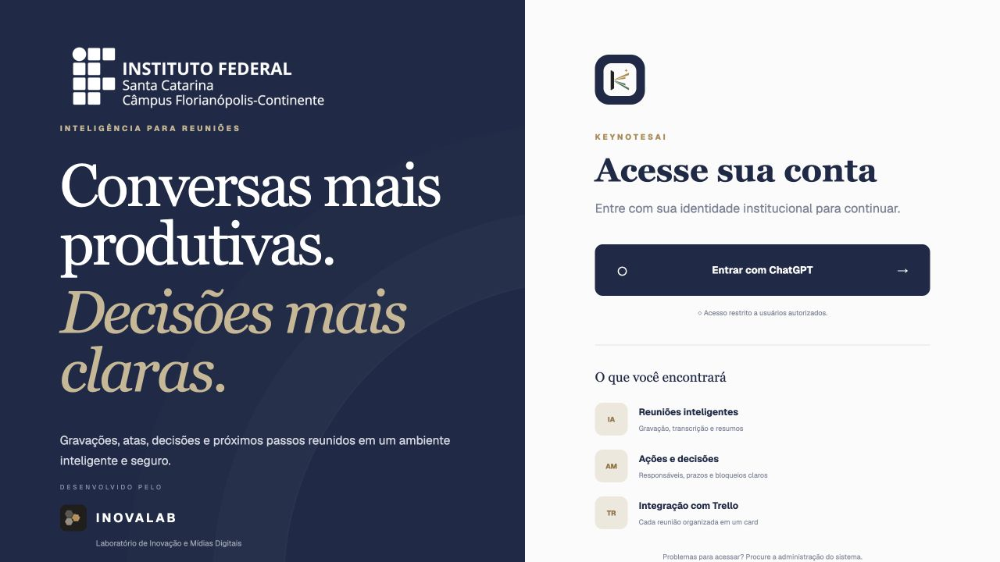 INSTITUTO FEDERAL
Santa Catarina
Câmpus Florianópolis-Continente
INTELIGÊNCIA PARA REUNIÕES
Conversas mais
produtivas.
Decisões mais
claras.
Gravações, atas, decisões e próximos passos reunidos em um ambiente
inteligente e seguro.
DESENVOLVIDO PELO
INOVALAB
Laboratório de Inovação e Mídias Digitais
KEYNOTESAI
Acesse sua conta
Entre com sua identidade institucional para continuar.
Entrar com ChatGPT →
○ Acesso restrito a usuários autorizados.
O que você encontrará
IA
Reuniões inteligentes
Gravação, transcrição e resumos
AM
Ações e decisões
Responsáveis, prazos e bloqueios claros
TR
Integração com Trello
Cada reunião organizada em um card
Problemas para acessar? Procure a administração do sistema.